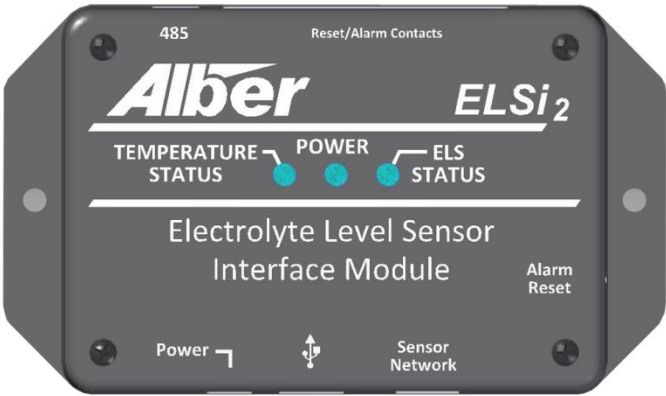 485
Reset/Alarm Contacts
Alber
ELSi2
TEMPERATURE
STATUS
POWER
ELS
STATUS
Electrolyte Level Sensor
Interface Module
Alarm
Reset
Power
Sensor
Network